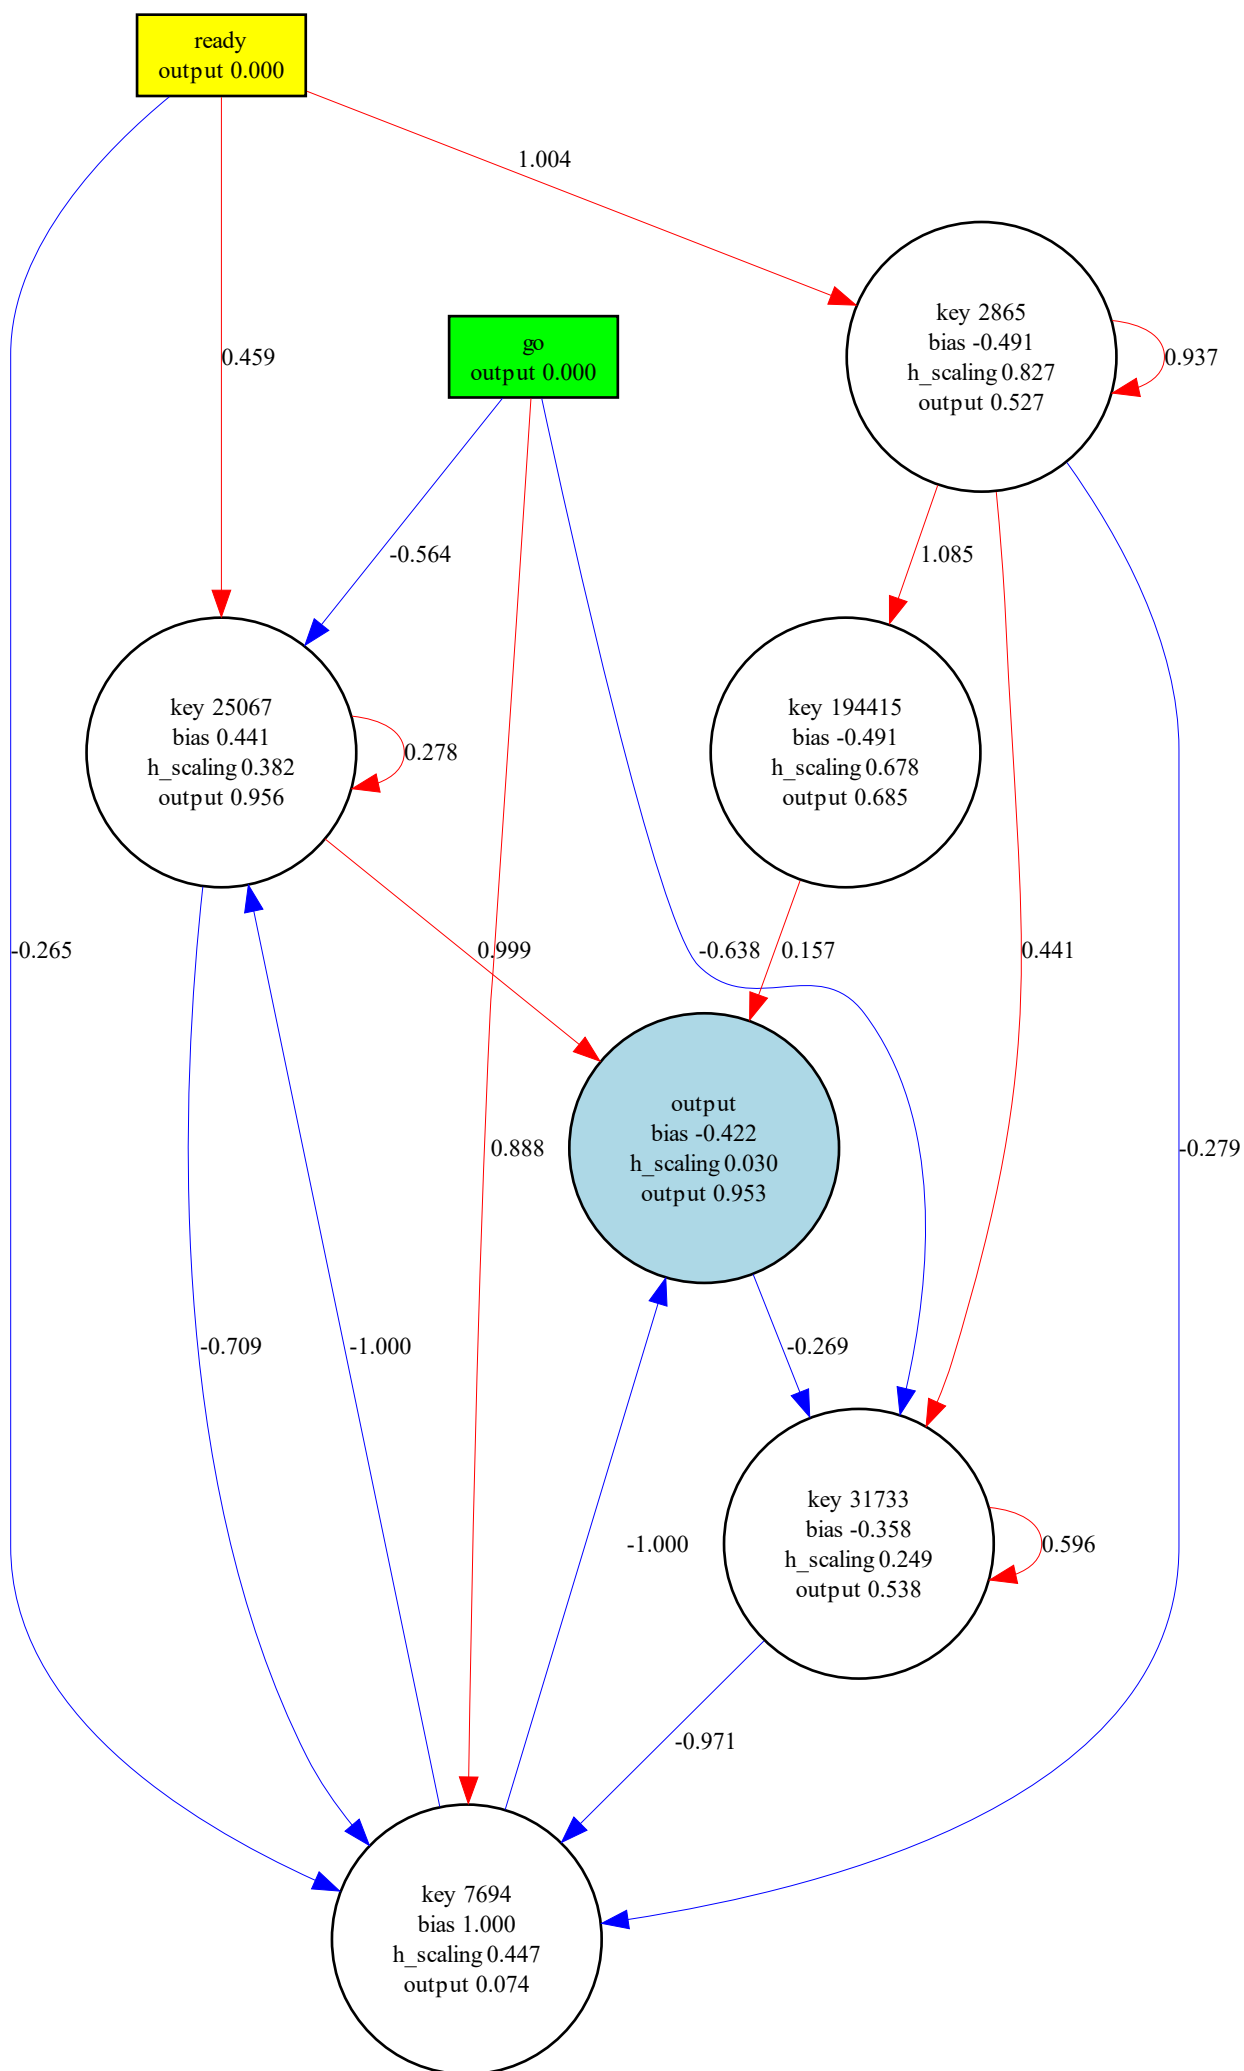 ready
output 0.000
1.004
key 2865
bias -0.491
h_scaling 0.827
output 0.527
0.937
0.459
go
output 0.000
-0.564
1.085
key 25067
bias 0.441
h_scaling 0.382
output 0.956
0.278
key 194415
bias -0.491
h_scaling 0.678
output 0.685
-0.265
0.999
-0.638
0.157
0.441
output
bias -0.422
h_scaling 0.030
output 0.953
0.888
-0.279
-0.709
-1.000
-0.269
key 31733
bias -0.358
h_scaling 0.249
output 0.538
-1.000
0.596
-0.971
key 7694
bias 1.000
h_scaling 0.447
output 0.074